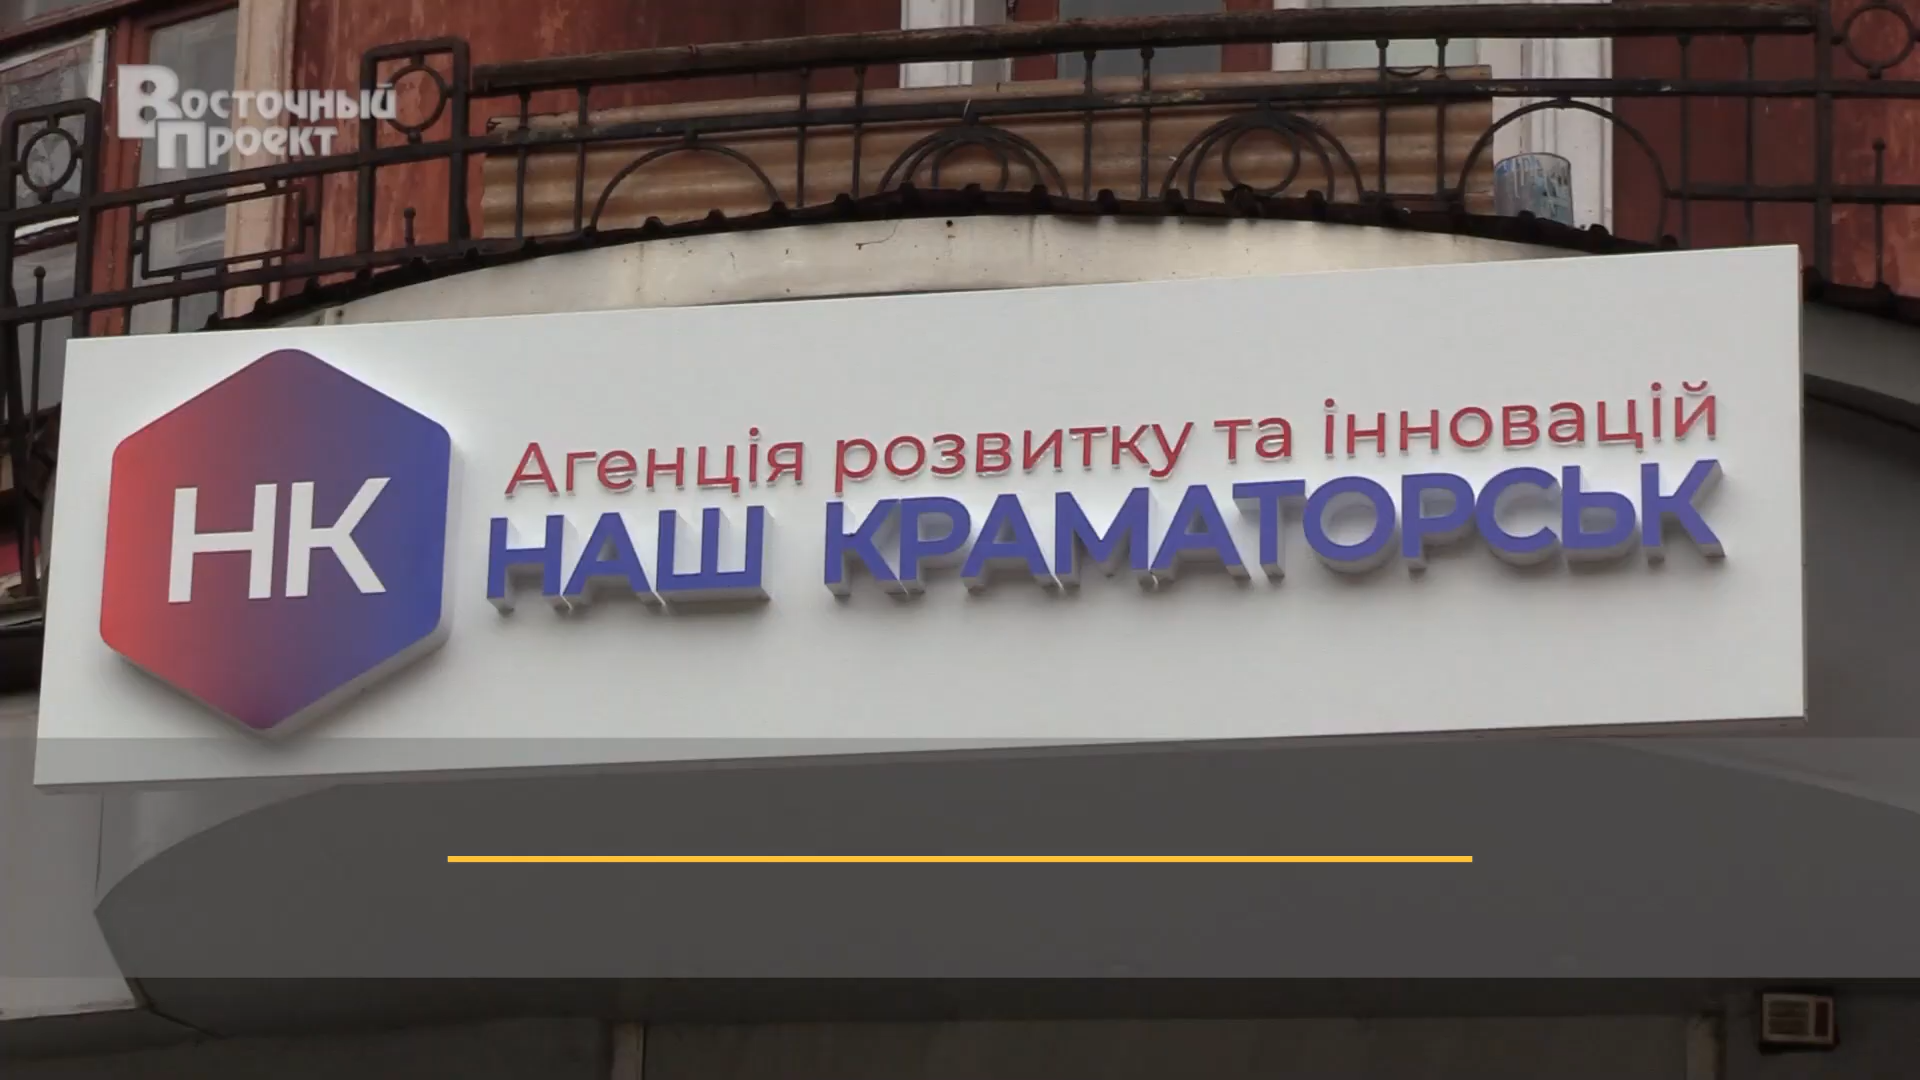 Восточный
Проект
НК
Агенція розвитку та інновацій
НАШ КРАМАТОРСЬК